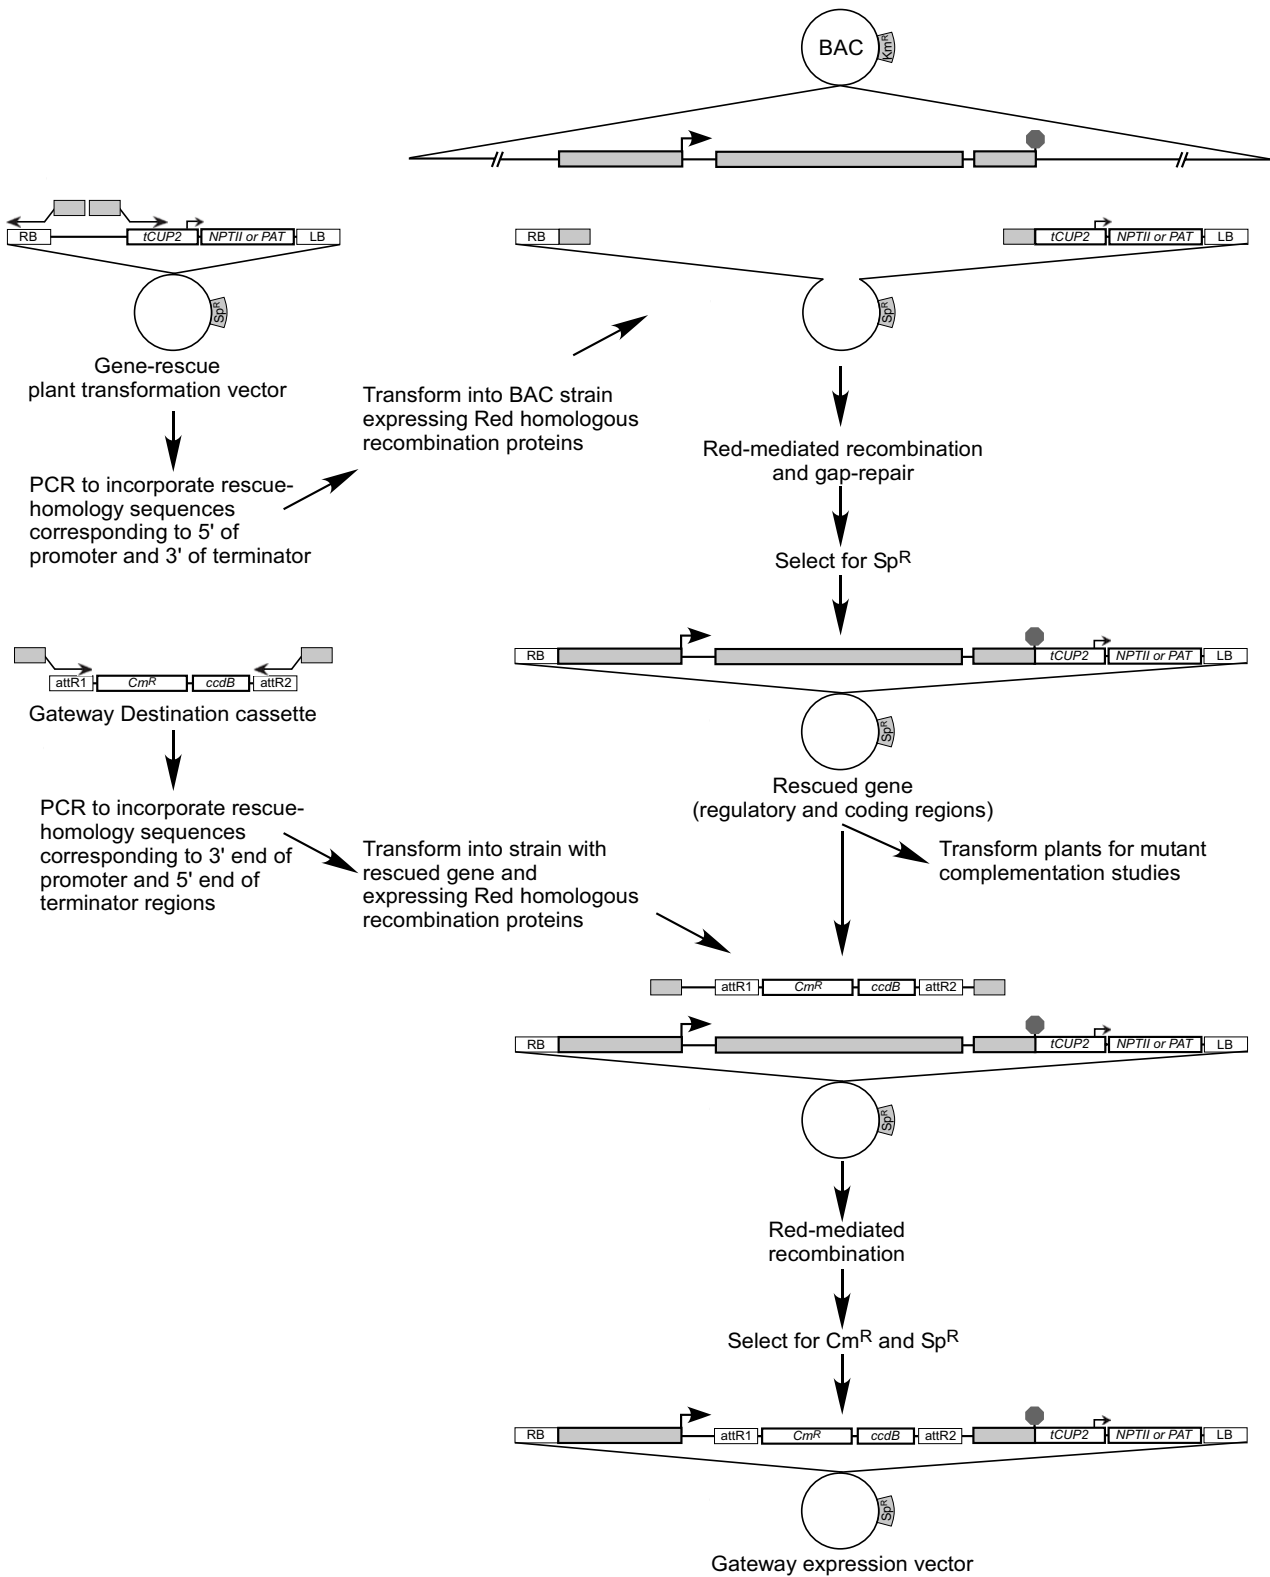 BAC
KmR
RB
tCUP2
NPTII or PAT
LB
SpR
Gene-rescue
plant transformation vector
RB
tCUP2
NPTII or PAT
LB
SpR
Transform into BAC strain
expressing Red homologous
recombination proteins
PCR to incorporate rescue-
homology sequences
corresponding to 5' of
promoter and 3' of terminator
Red-mediated recombination
and gap-repair
Select for SpR
RB
tCUP2
NPTII or PAT
LB
SpR
Rescued gene
(regulatory and coding regions)
attR1
CmR
ccdB
attR2
Gateway Destination cassette
PCR to incorporate rescue-
homology sequences
corresponding to 3' end of
promoter and 5' end of
terminator regions
Transform into strain with
rescued gene and
expressing Red homologous
recombination proteins
Transform plants for mutant
complementation studies
attR1
CmR
ccdB
attR2
RB
tCUP2
NPTII or PAT
LB
SpR
Red-mediated
recombination
Select for CmR and SpR
RB
attR1
CmR
ccdB
attR2
tCUP2
NPTII or PAT
LB
SpR
Gateway expression vector